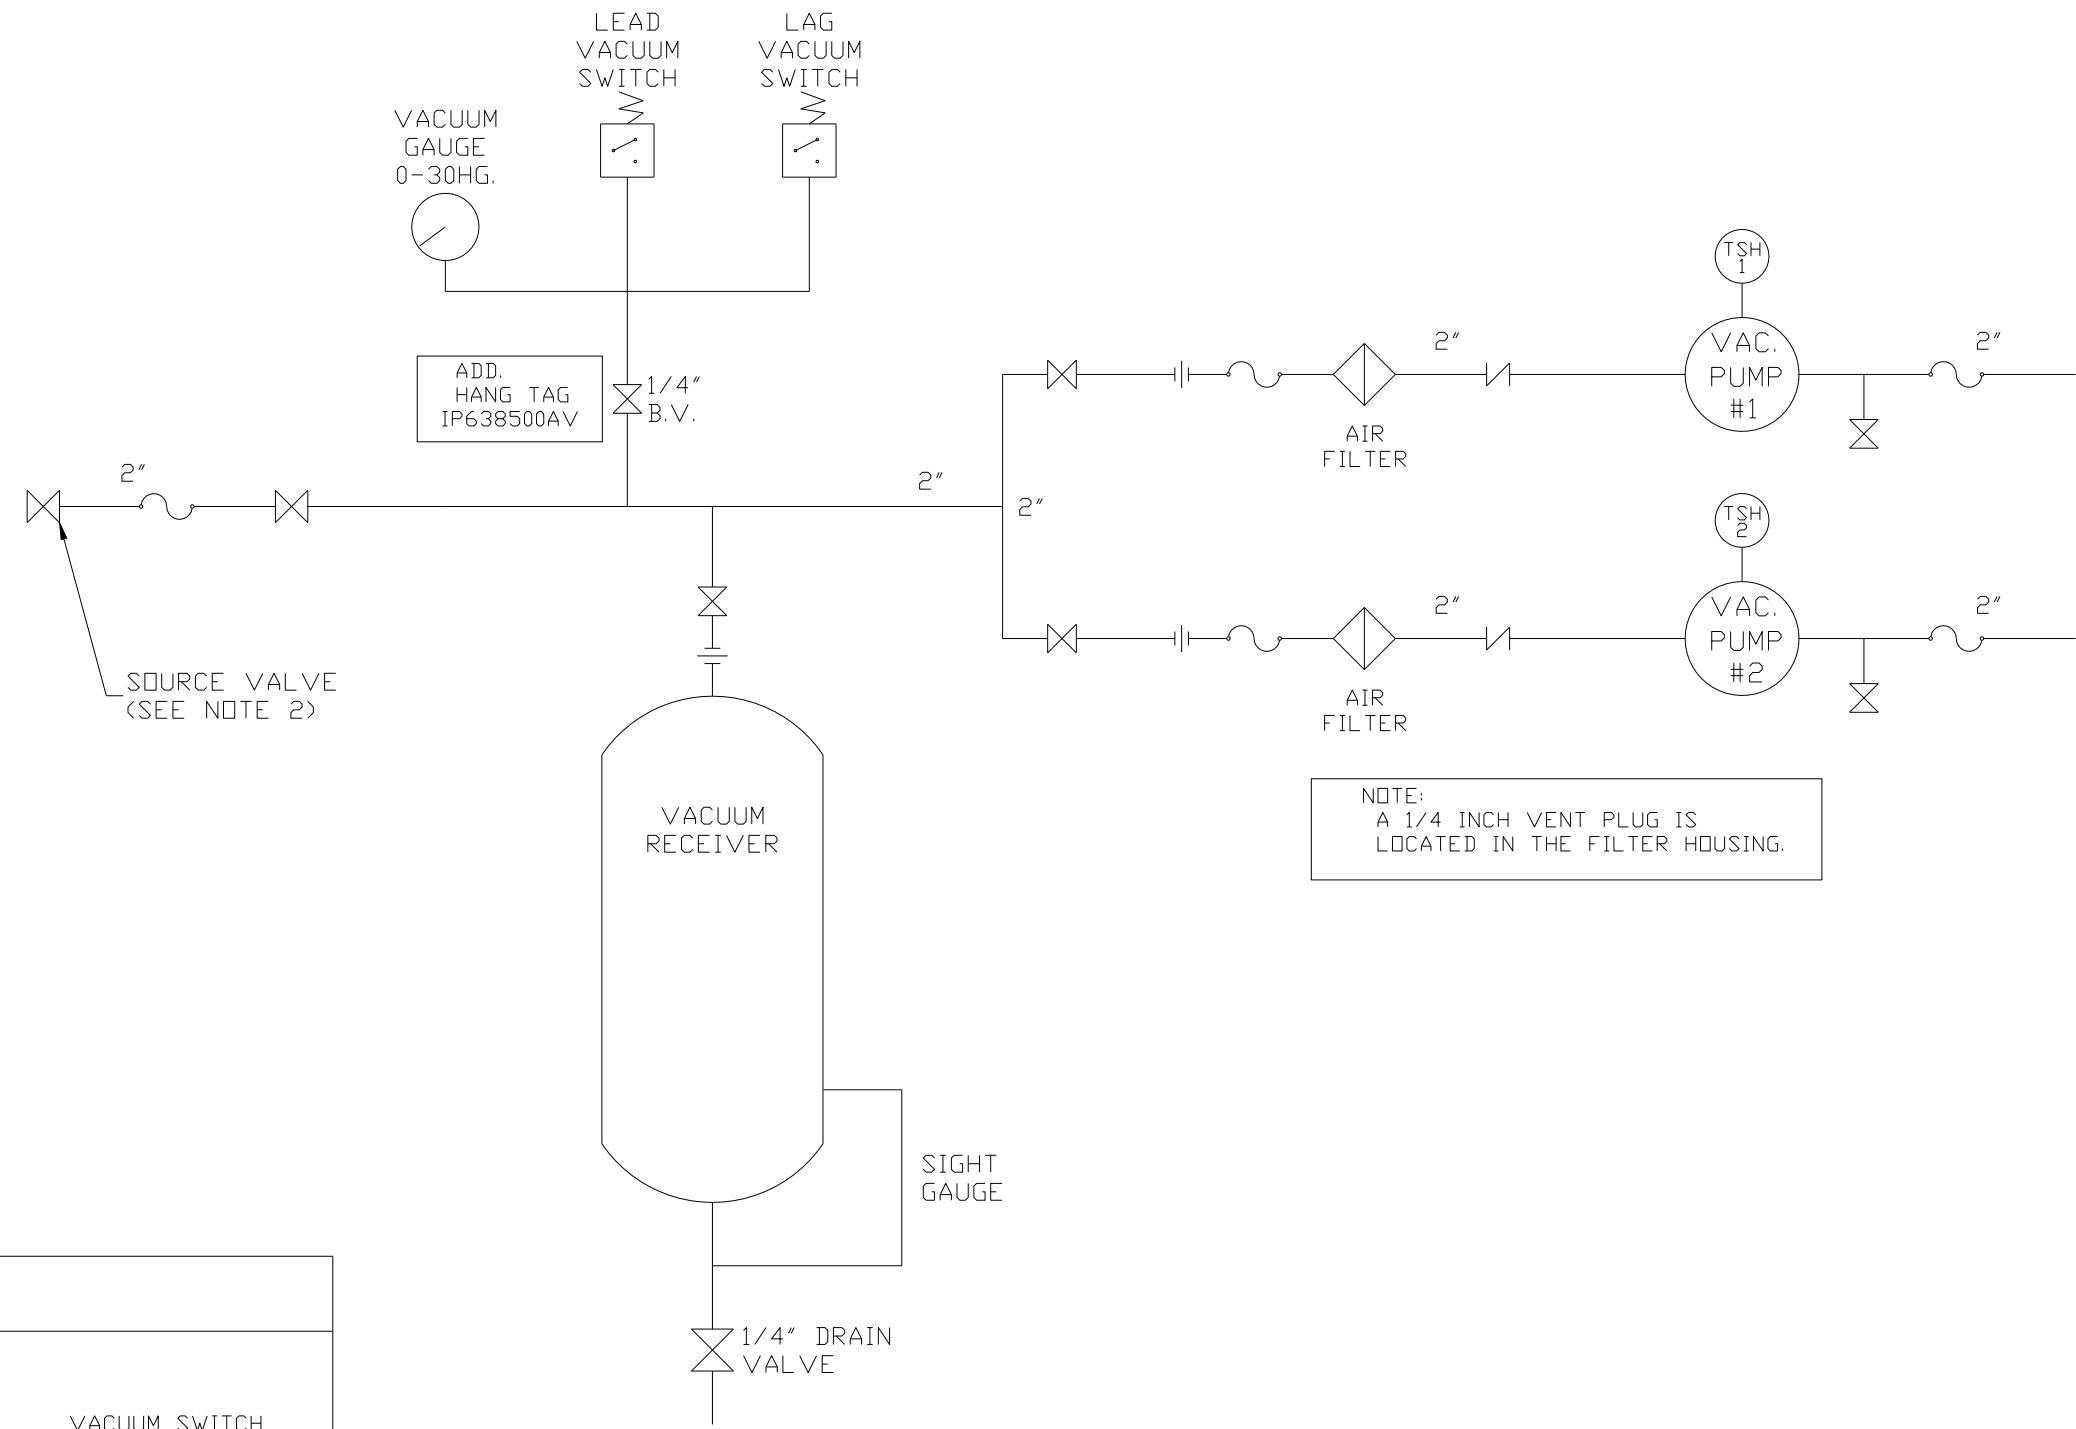 LEAD
VACUUM
SWITCH
LAG
VACUUM
SWITCH
VACUUM
GAUGE
0-30HG.
TSH
1
VAC.
PUMP
#1
2"
2"
ADD.
HANG TAG
IP638500AV
1/4"
B.V.
AIR
FILTER
2"
2"
2"
TSH
2
VAC.
PUMP
#2
2"
2"
SOURCE VALVE
(SEE NOTE 2)
AIR
FILTER
VACUUM
RECEIVER
NOTE:
A 1/4 INCH VENT PLUG IS
LOCATED IN THE FILTER HOUSING.
SIGHT
GAUGE
1/4" DRAIN
VALVE
VACUUM SWITCH